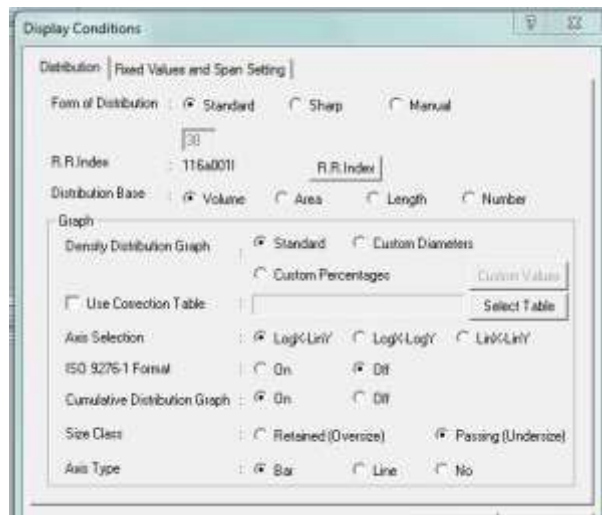 Display Conditions
Distribution Fixed Values and Span Setting
Form of Distribution : Standard Sharp Manual
30
R.R.Index : 116a001I R.R.Index
Distribution Base : Volume Area Length Number
Graph
Density Distribution Graph : Standard Custom Diameters
Custom Percentages Custom Values
Use Correction Table : Select Table
Axis Selection : LogX-LinY LogX-LogY LinX-LinY
ISO 9276-1 Format : On Off
Cumulative Distribution Graph : On Off
Size Class : Retained (Oversize) Passing (Undersize)
Axis Type : Bar Line No